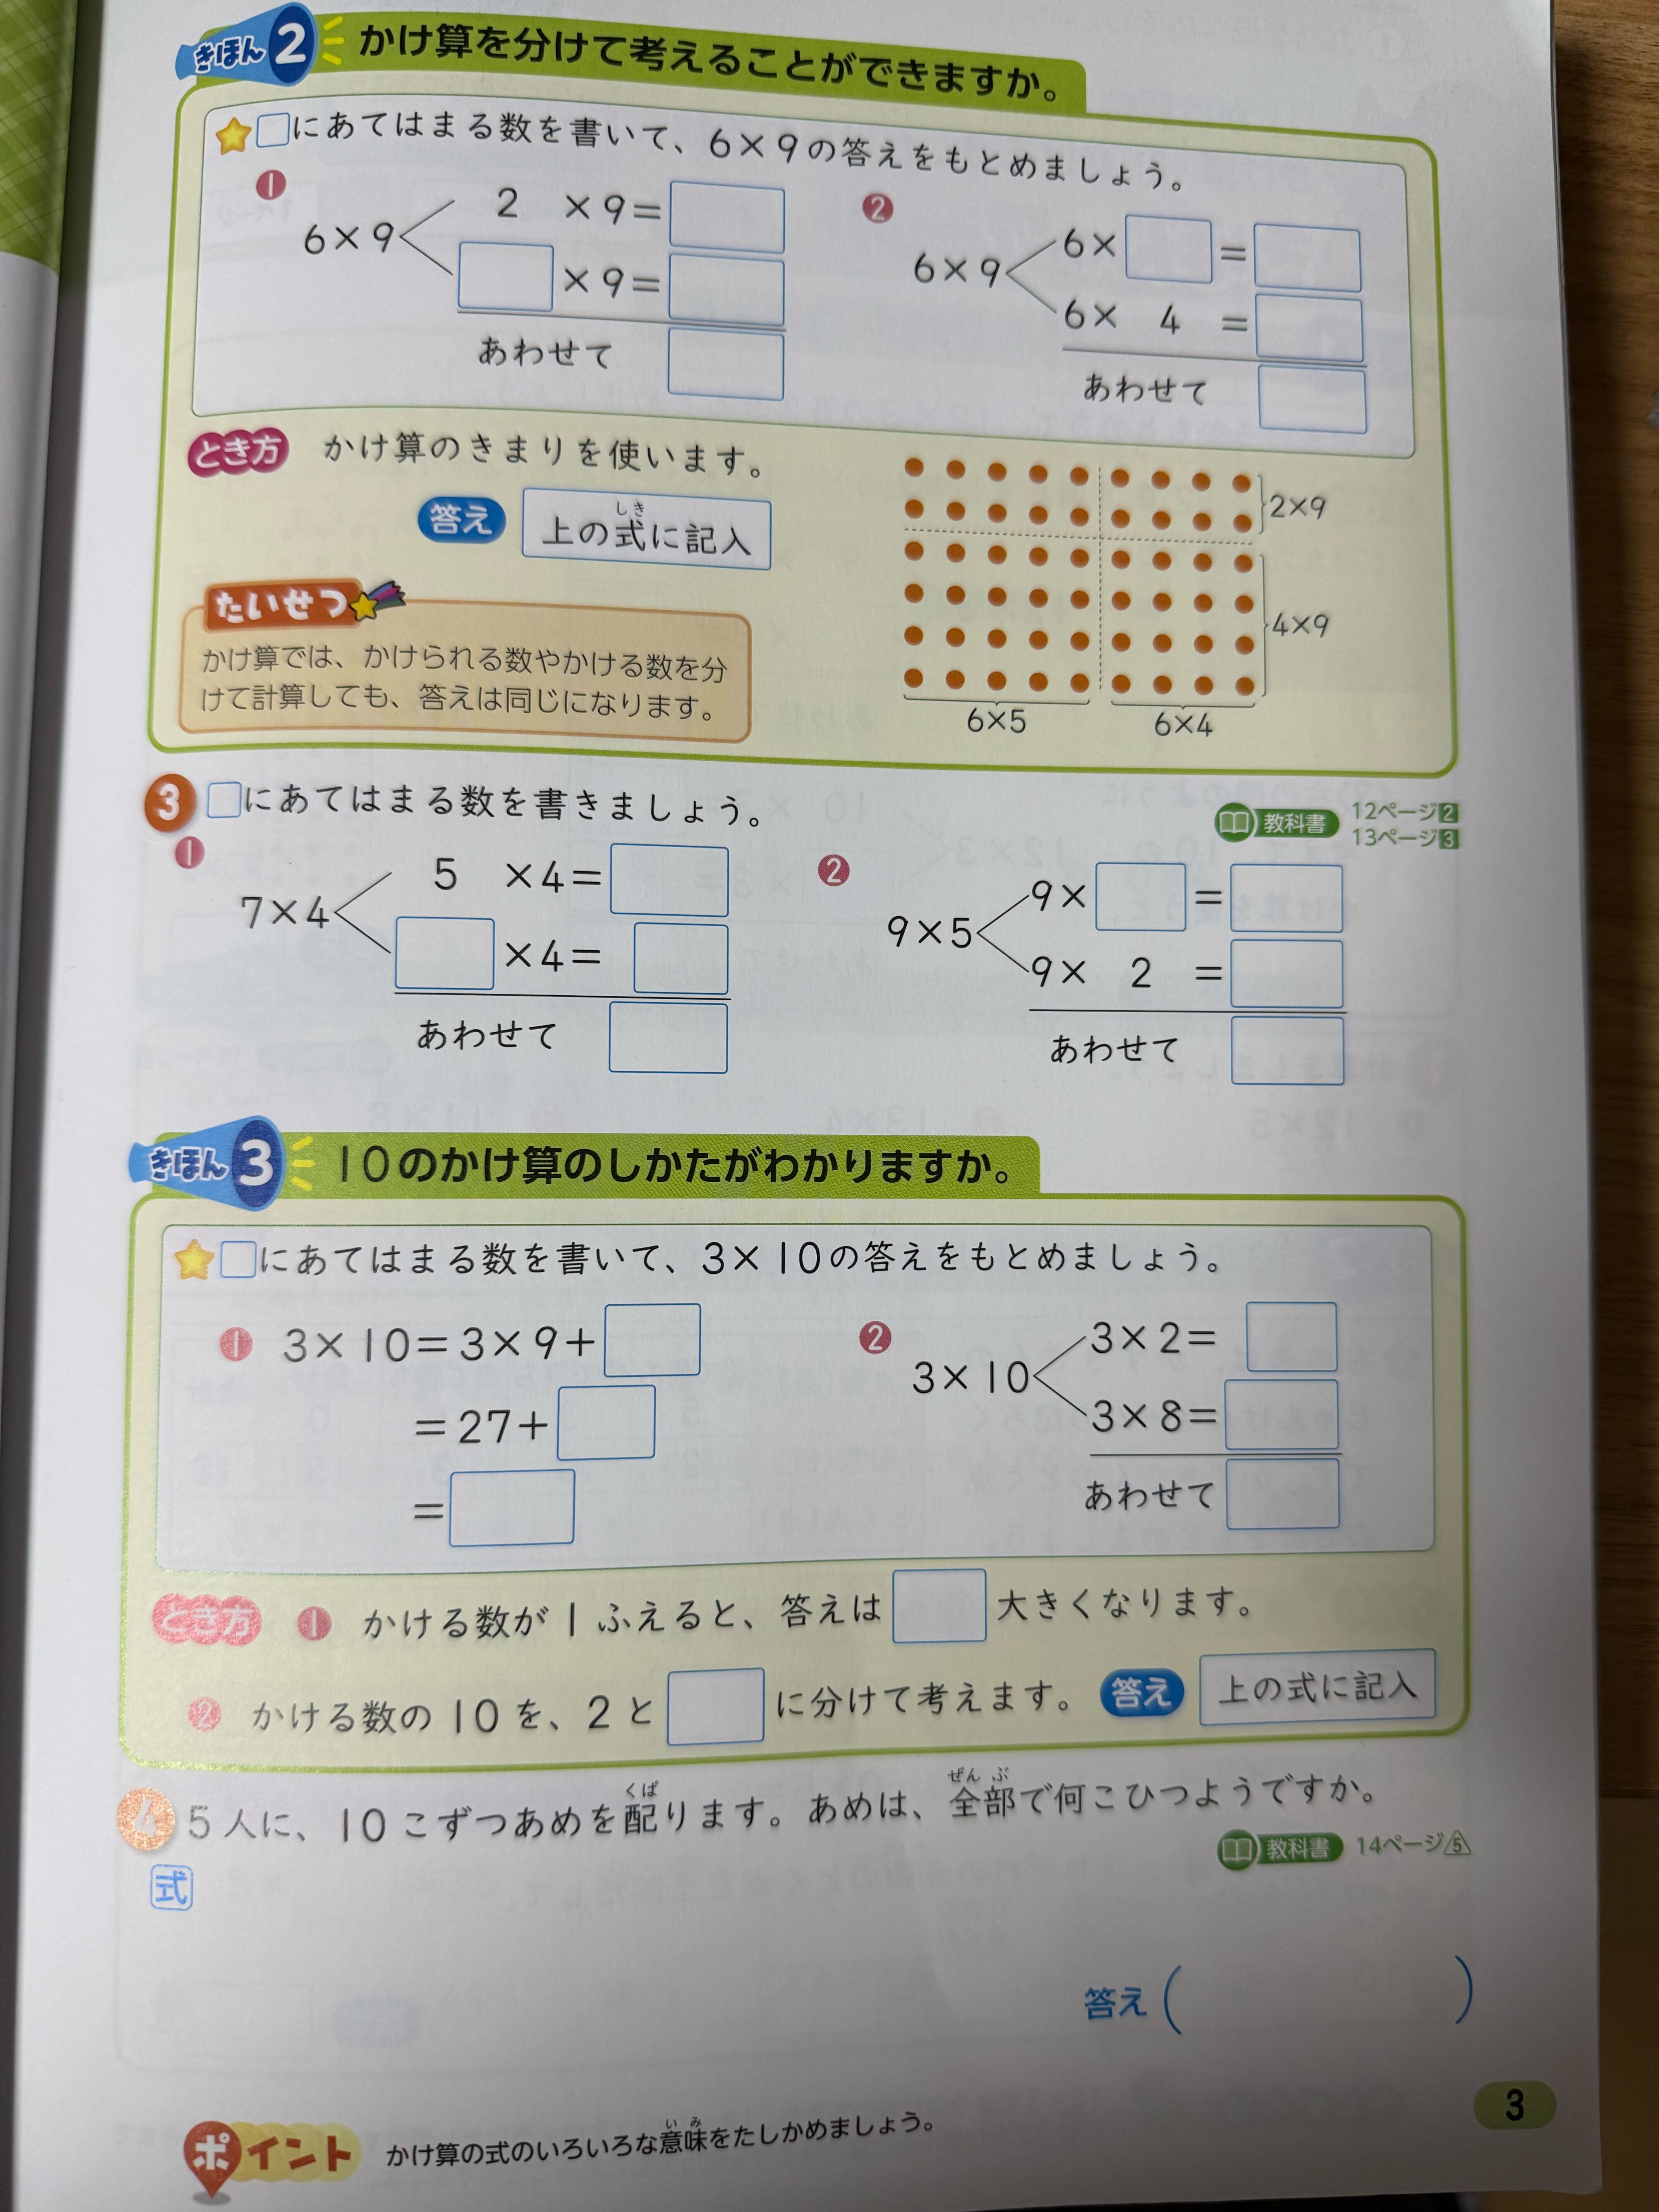 きほん2 かけ算を分けて考えることができますか。
□にあてはまる数を書いて、6×9の答えをもとめましょう。
❶
6×9
2 ×9=□
□×9=□
あわせて □
❷
6×9
6×□=□
6× 4 =□
あわせて □
とき方 かけ算のきまりを使います。
答え 上の式に記入
しき
2×9
4×9
6×5 6×4
たいせつ
かけ算では、かけられる数やかける数を分
けて計算しても、答えは同じになります。
3 □にあてはまる数を書きましょう。
教科書 12ページ2
13ページ3
❶
7×4
5 ×4=□
□×4=□
あわせて □
❷
9×5
9×□=□
9× 2 =□
あわせて □
きほん3 10のかけ算のしかたがわかりますか。
□にあてはまる数を書いて、3×10の答えをもとめましょう。
❶ 3×10=3×9+□
=27+□
=□
❷
3×10
3×2=□
3×8=□
あわせて □
とき方 ❶ かける数が1ふえると、答えは□大きくなります。
❷ かける数の10を、2と□に分けて考えます。 答え 上の式に記入
くば ぜんぶ
4 5人に、10こずつあめを配ります。あめは、全部で何こひつようですか。
教科書 14ページ5
式
答え( )
3
いみ
ポイント かけ算の式のいろいろな意味をたしかめましょう。